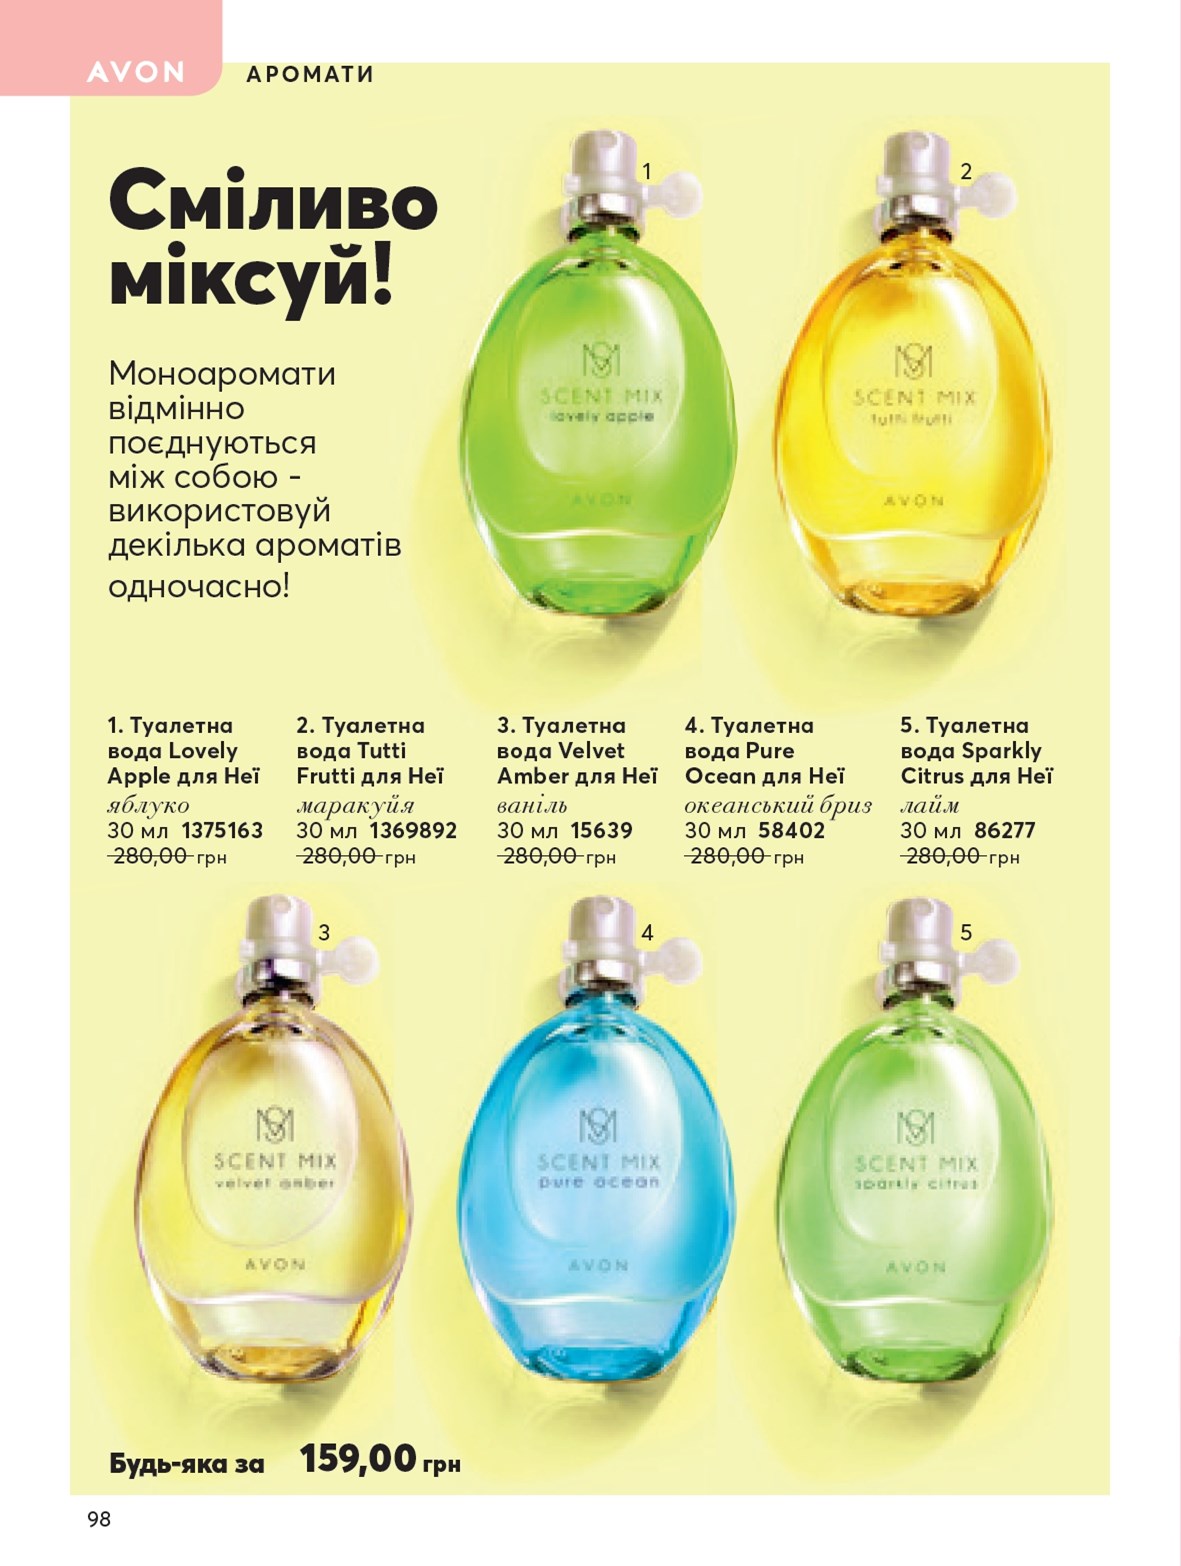 AVON
АРОМАТИ
Сміливо
міксуй!
Моноаромати
відмінно
поєднуються
між собою -
використовуй
декілька ароматів
одночасно!
1
SCENT MIX
lovely apple
AVON
2
SCENT MIX
tutti frutti
AVON
1. Туалетна
вода Lovely
Apple для Неї
яблуко
30 мл 1375163
280,00 грн
2. Туалетна
вода Tutti
Frutti для Неї
маракуйя
30 мл 1369892
280,00 грн
3. Туалетна
вода Velvet
Amber для Неї
ваніль
30 мл 15639
280,00 грн
4. Туалетна
вода Pure
Ocean для Неї
океанський бриз
30 мл 58402
280,00 грн
5. Туалетна
вода Sparkly
Citrus для Неї
лайм
30 мл 86277
280,00 грн
3
SCENT MIX
velvet amber
AVON
4
SCENT MIX
pure ocean
AVON
5
SCENT MIX
sparkly citrus
AVON
Будь-яка за 159,00 грн
98